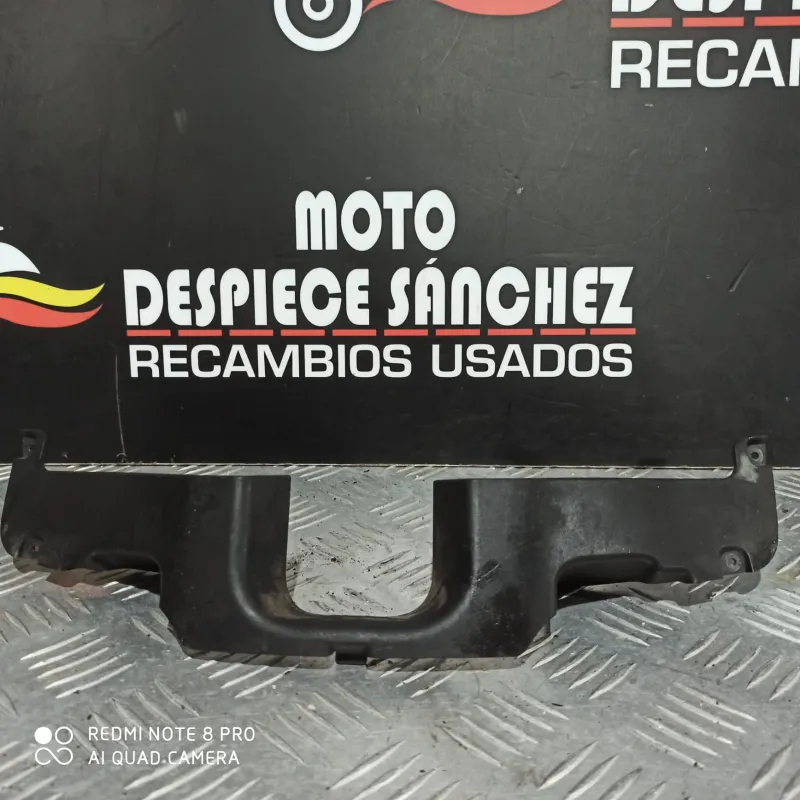 RECAM
MOTO
DESPIECE SÁNCHEZ
RECAMBIOS USADOS
REDMI NOTE 8 PRO
AI QUAD CAMERA